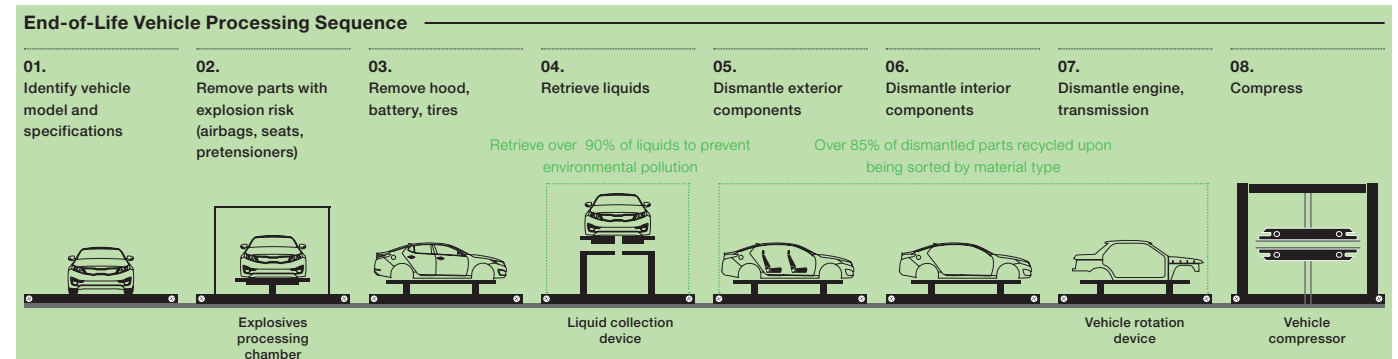 End-of-Life Vehicle Processing Sequence
01.
Identify vehicle
model and
specifications
02.
Remove parts with
explosion risk
(airbags, seats,
pretensioners)
03.
Remove hood,
battery, tires
04.
Retrieve liquids
05.
Dismantle exterior
components
06.
Dismantle interior
components
07.
Dismantle engine,
transmission
08.
Compress
Retrieve over 90% of liquids to prevent
environmental pollution
Over 85% of dismantled parts recycled upon
being sorted by material type
Explosives
processing
chamber
Liquid collection
device
Vehicle rotation
device
Vehicle
compressor